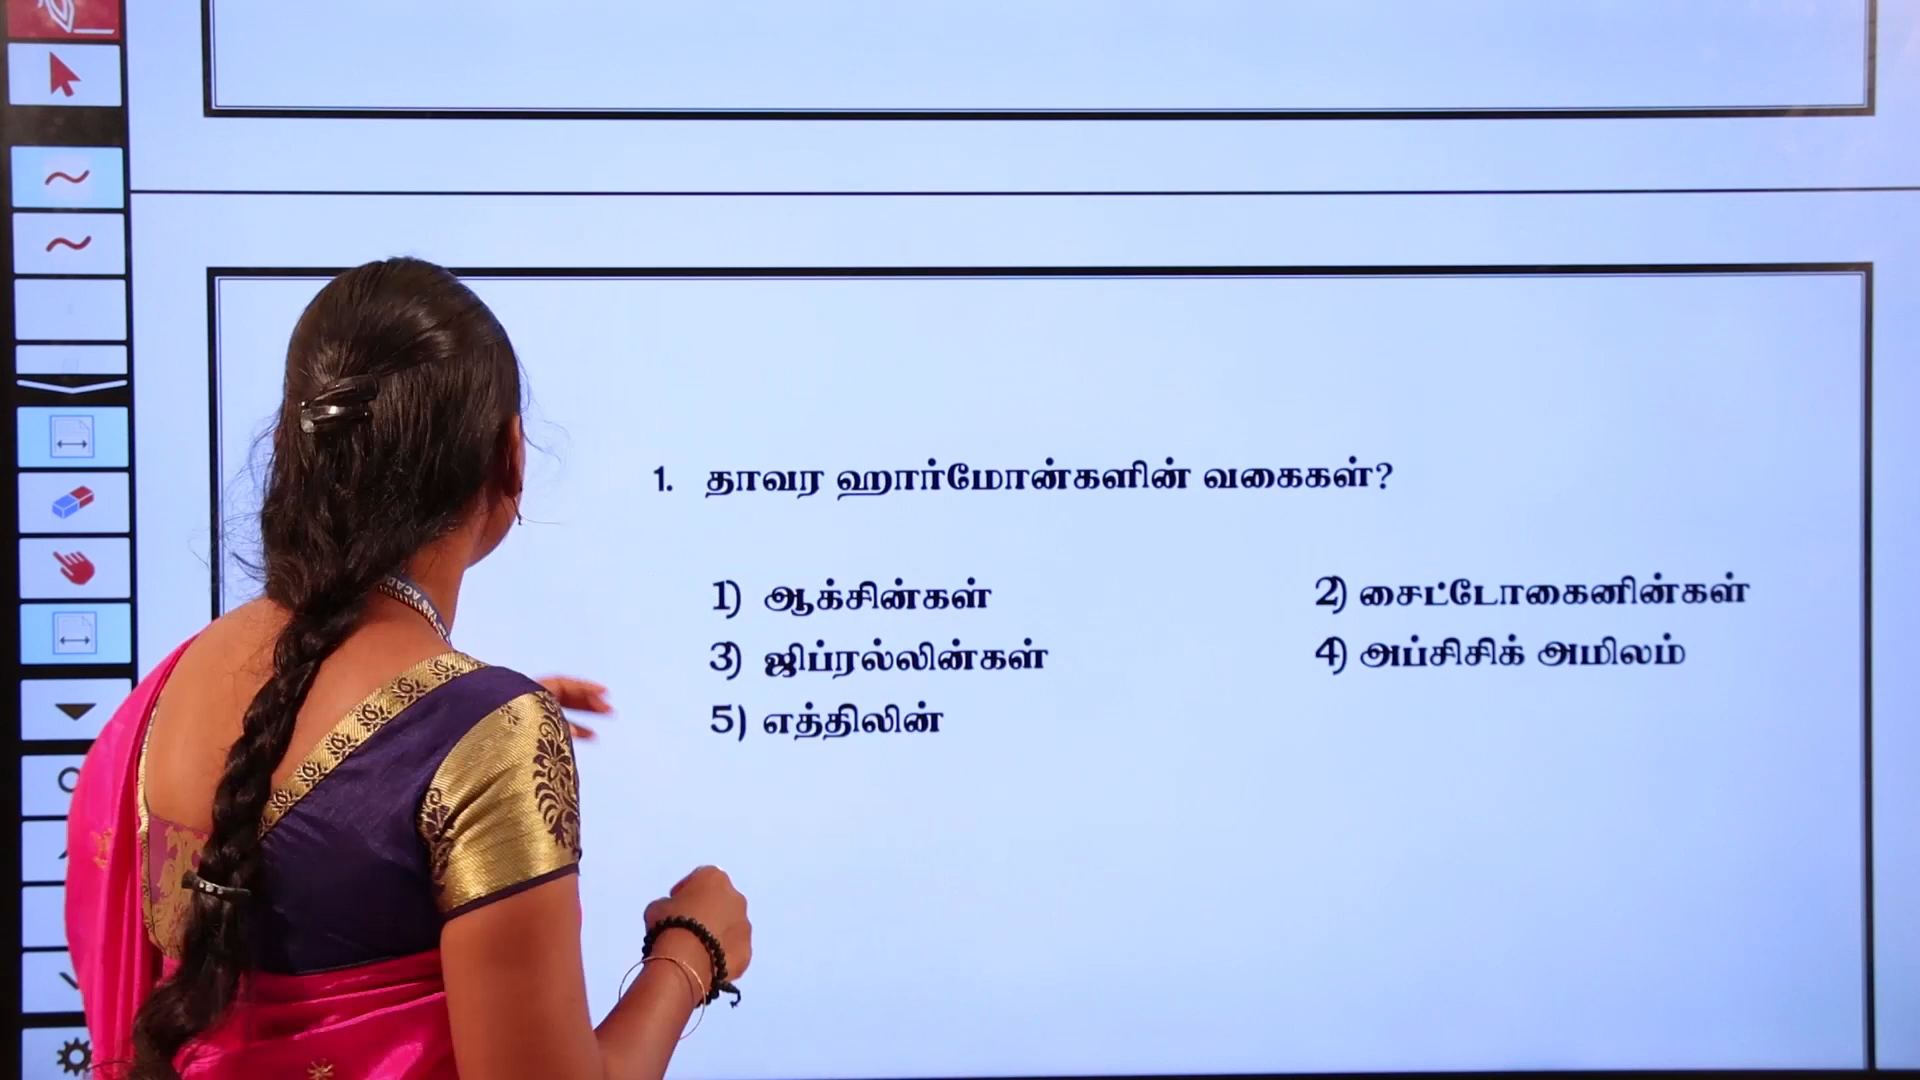 1. தாவர ஹார்மோன்களின் வகைகள்?
1) ஆக்சின்கள் 2) சைட்டோகைனின்கள்
3) ஜிப்ரல்லின்கள் 4) அப்சிசிக் அமிலம்
5) எத்திலின்